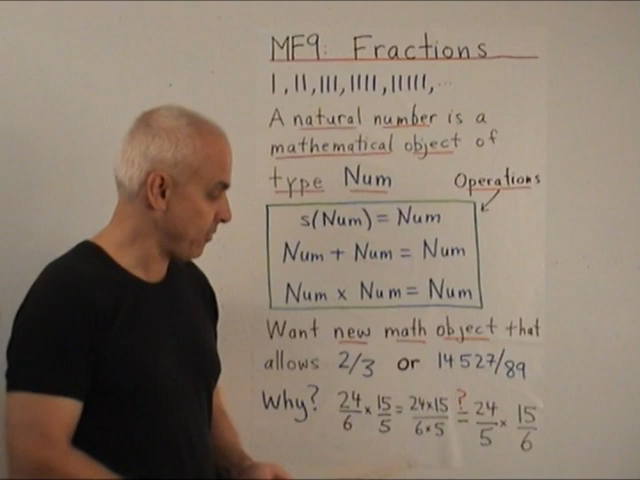 MF9: Fractions
1, 11, 111, 1111, 11111, ...
A natural number is a
mathematical object of
type Num
Operations
s(Num) = Num
Num + Num = Num
Num x Num = Num
Want new math object that
allows 2/3 or 14527/89
Why? 24/6 × 15/5 = 24×15/6×5 ?= 24/5 × 15/6